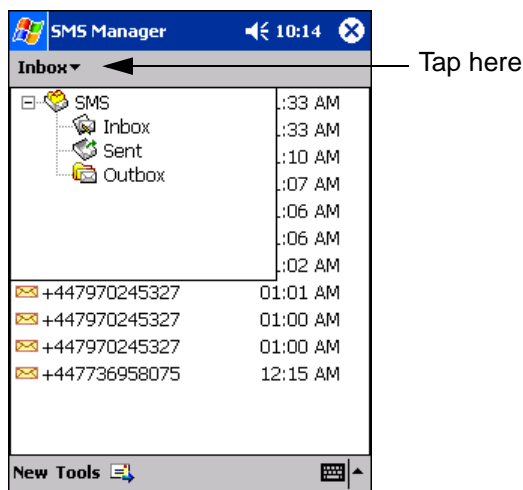 SMS Manager 10:14
Inbox Tap here
SMS :33 AM
Inbox :33 AM
Sent :10 AM
Outbox :07 AM
:06 AM
:06 AM
:02 AM
+447970245327 01:01 AM
+447970245327 01:00 AM
+447970245327 01:00 AM
+447736958075 12:15 AM
New Tools